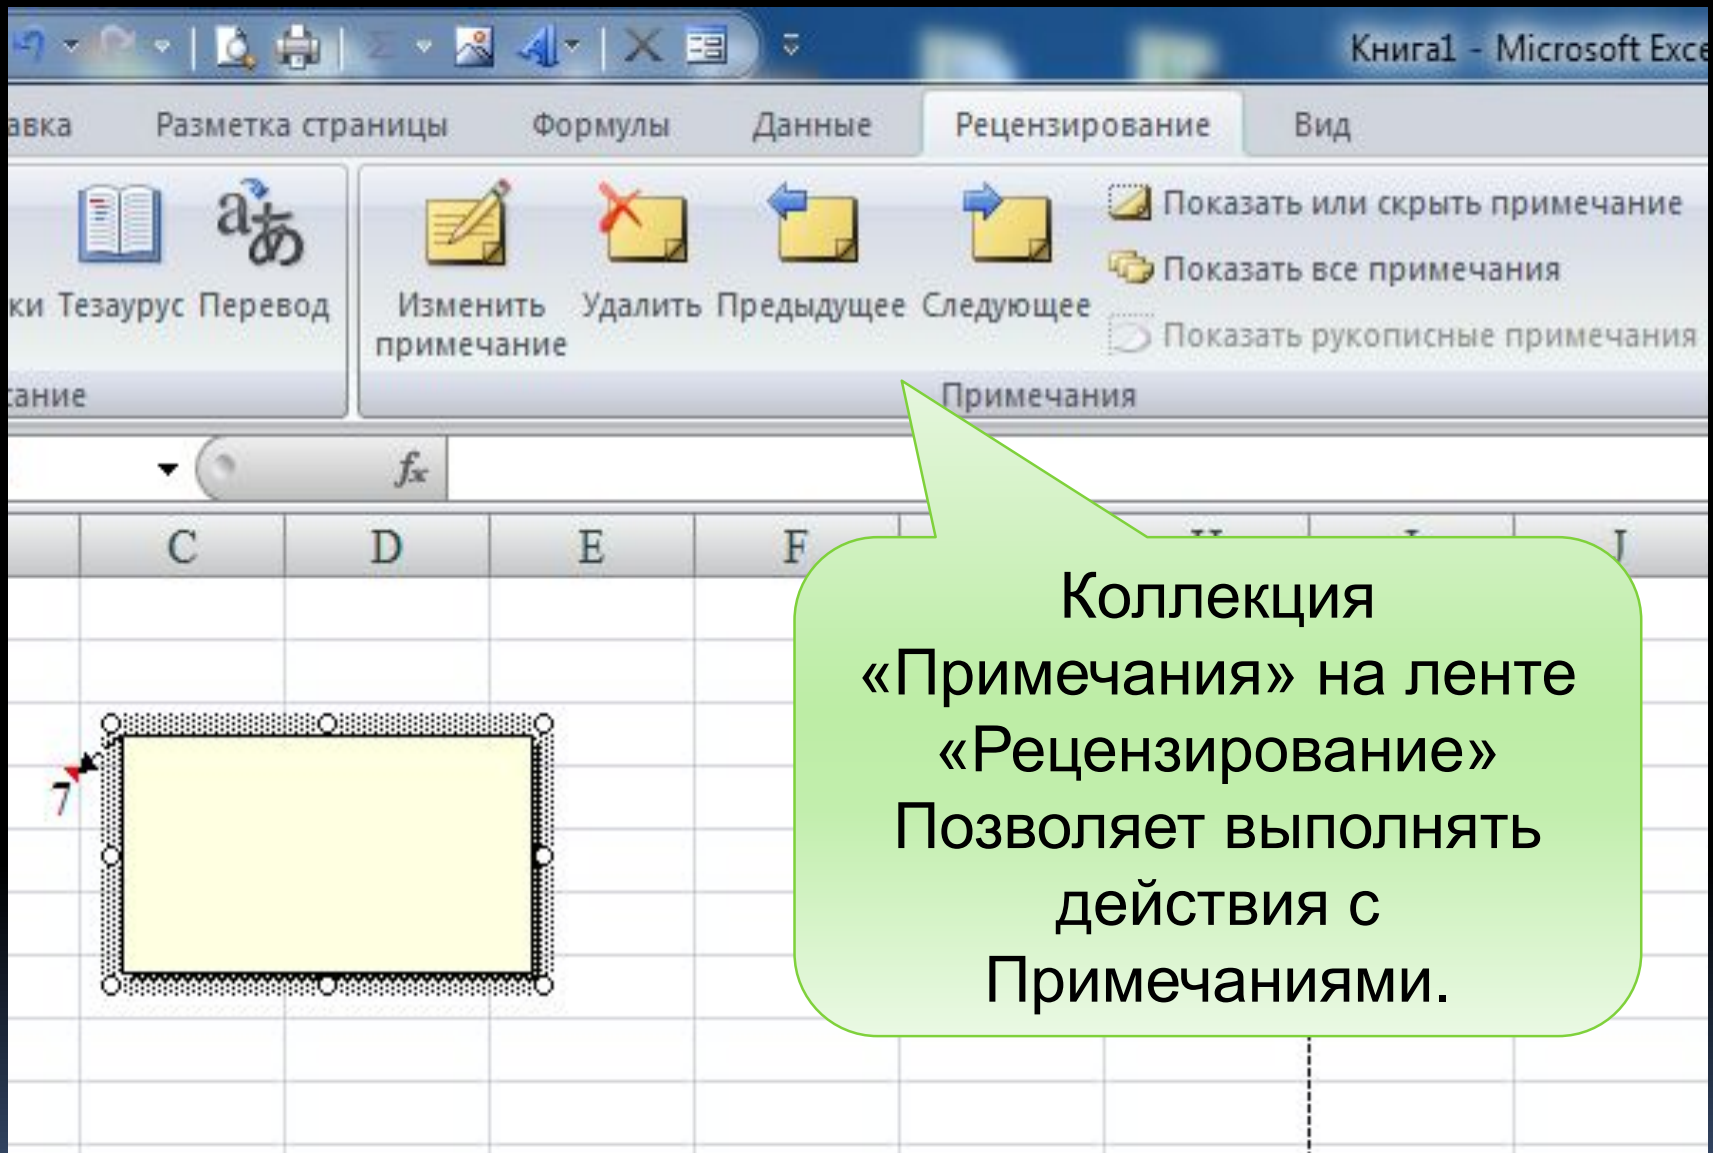 Книга1 - Microsoft Exce
авка Разметка страницы Формулы Данные Рецензирование Вид
Показать или скрыть примечание
Показать все примечания
ки Тезаурус Перевод Изменить примечание Удалить Предыдущее Следующее
Показать рукописные примечания
сание Примечания
fx
C D E F J
7
Коллекция
«Примечания» на ленте
«Рецензирование»
Позволяет выполнять
действия с
Примечаниями.